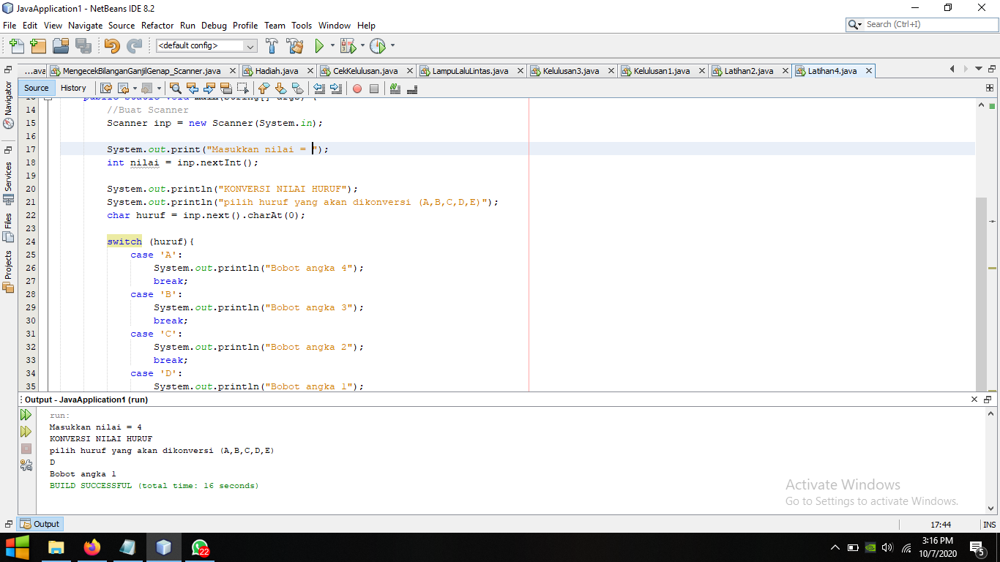 JavaApplication1 - NetBeans IDE 8.2
File Edit View Navigate Source Refactor Run Debug Profile Team Tools Window Help
Search (Ctrl+I)
<default config>
...ava MengecekBilanganGanjilGenap_Scanner.java Hadiah.java CekKelulusan.java LampuLaluLintas.java Kelulusan3.java Kelulusan1.java Latihan2.java Latihan4.java
Source History
Navigator
Services
Files
Projects
13 public static void main(String[] args) {
14 //Buat Scanner
15 Scanner inp = new Scanner(System.in);
16
17 System.out.print("Masukkan nilai = ");
18 int nilai = inp.nextInt();
19
20 System.out.println("KONVERSI NILAI HURUF");
21 System.out.println("pilih huruf yang akan dikonversi (A,B,C,D,E)");
22 char huruf = inp.next().charAt(0);
23
24 switch (huruf){
25 case 'A':
26 System.out.println("Bobot angka 4");
27 break;
28 case 'B':
29 System.out.println("Bobot angka 3");
30 break;
31 case 'C':
32 System.out.println("Bobot angka 2");
33 break;
34 case 'D':
35 System.out.println("Bobot angka 1");
Output - JavaApplication1 (run)
run:
Masukkan nilai = 4
KONVERSI NILAI HURUF
pilih huruf yang akan dikonversi (A,B,C,D,E)
D
Bobot angka 1
BUILD SUCCESSFUL (total time: 16 seconds)
Activate Windows
Go to Settings to activate Windows.
Output
17:44 INS
22
3:16 PM
10/7/2020
5